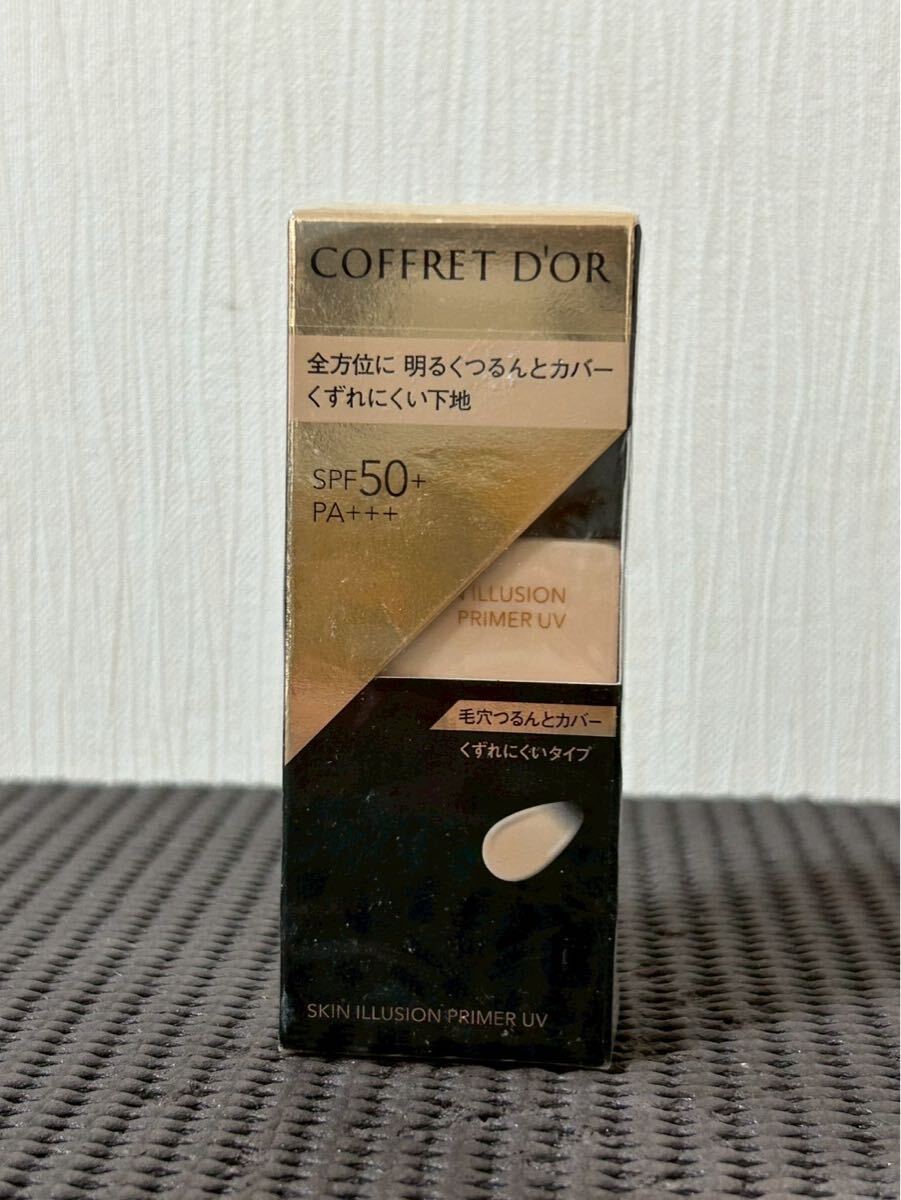 COFFRET D'OR
全方位に 明るくつるんとカバー
くずれにくい下地
SPF50+
PA+++
ILLUSION
PRIMER UV
毛穴つるんとカバー
くずれにくいタイプ
SKIN ILLUSION PRIMER UV